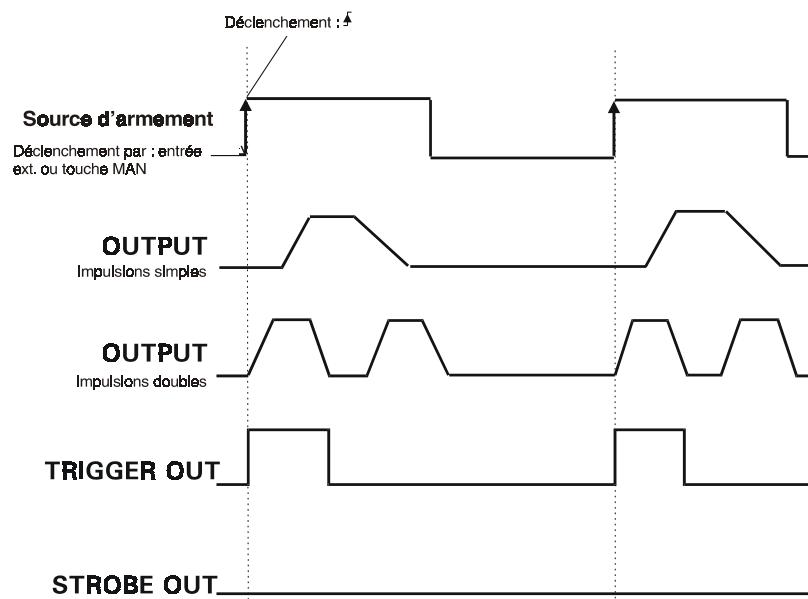 Déclenchement :
Source d'armement
Déclenchement par : entrée
ext. ou touche MAN
OUTPUT
Impulsions simples
OUTPUT
Impulsions doubles
TRIGGER OUT
STROBE OUT